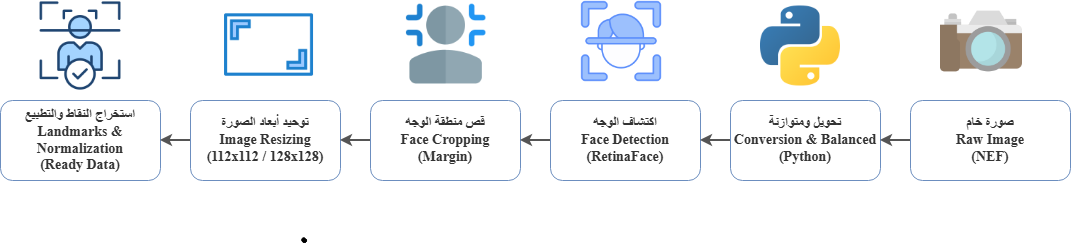 صورة خام
Raw Image
(NEF)
تحويل ومتوازنة
Conversion & Balanced
(Python)
اكتشاف الوجه
Face Detection
(RetinaFace)
قص منطقة الوجه
Face Cropping
(Margin)
توحيد أبعاد الصورة
Image Resizing
(112x112 / 128x128)
استخراج النقاط والتطبيع
Landmarks &
Normalization
(Ready Data)